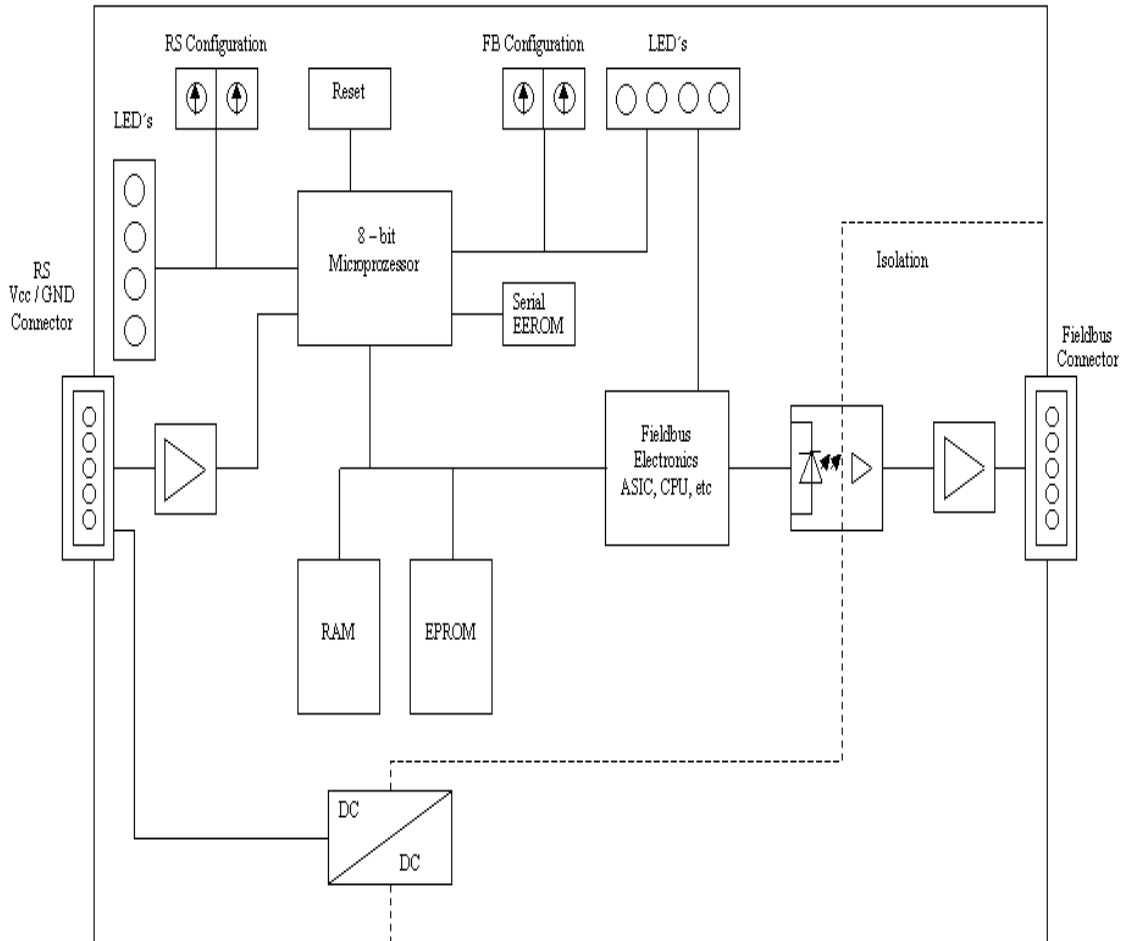 RS Configuration
FB Configuration
LED´s
Reset
LED´s
8 – bit
Microprozessor
Isolation
RS
Vcc / GND
Connector
Serial
EEROM
Fieldbus
Connector
Fieldbus
Electronics
ASIC, CPU, etc
RAM
EPROM
DC
DC